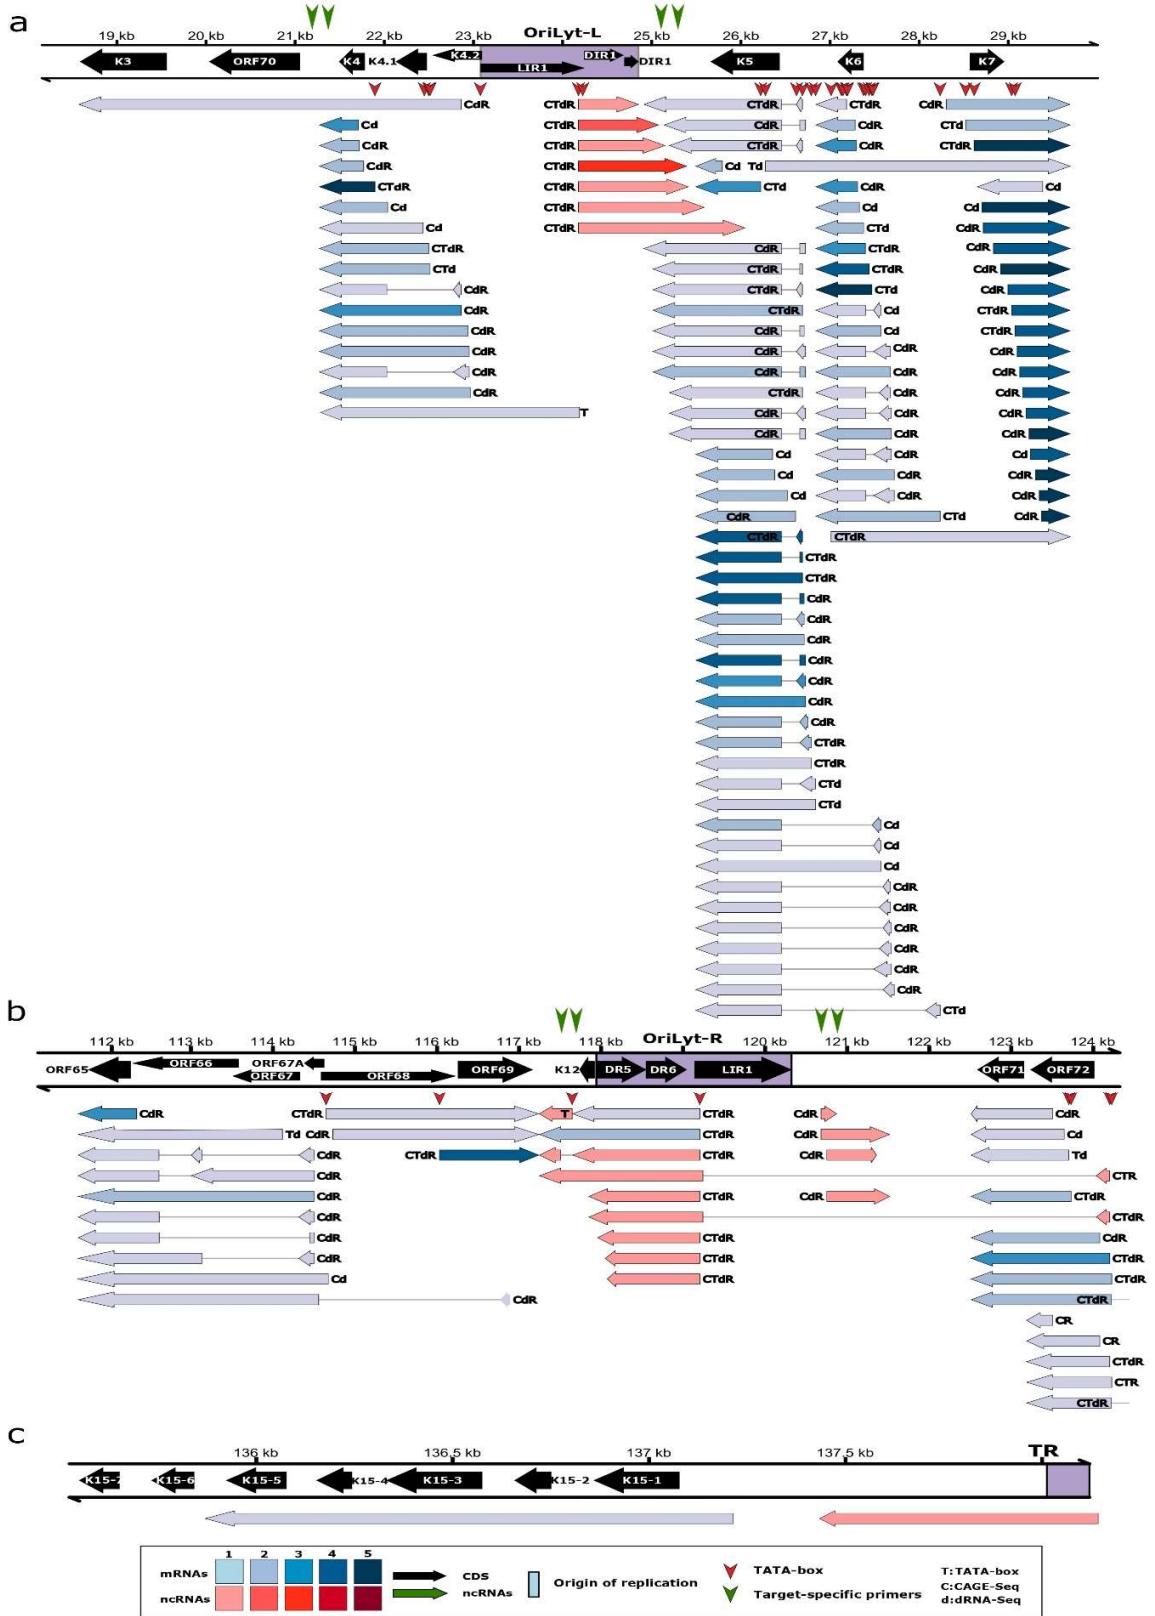 a
OriLyt-L
19 kb 20 kb 21 kb 23 kb 25 kb 26 kb 27 kb 28 kb 29 kb
K3 ORF70 K4 K4.1 K4.2 LIR1 DIR1 DIR1 K5 K6 K7
CdR CTdR CTdR CTdR CdR
Cd CTdR CdR CdR CTd
CdR CTdR CTdR CdR CTdR
CdR CTdR Cd Td
CTdR CTdR CTd CdR Cd
Cd CTdR Cd Cd
Cd CTdR CTd CdR
CTdR CdR CTdR CdR
CTd CTdR CTdR CdR
CdR CTdR CTd CdR
CdR CTdR Cd CTdR
CdR CdR Cd CTdR
CdR CdR CdR CdR
CdR CdR CdR CdR
CdR CTdR CdR CdR
T CdR CdR CdR
CdR CdR CdR
Cd CdR Cd
Cd CdR CdR
Cd CdR CdR
CdR CTd CdR
CTdR CTdR
CTdR
CTdR
CdR
CdR
CdR
CdR
CdR
CdR
CdR
CTdR
CTdR
CTd
CTd
Cd
Cd
Cd
CdR
CdR
CdR
CdR
CdR
CdR
CTd
b
OriLyt-R
112 kb 113 kb 114 kb 115 kb 116 kb 117 kb 118 kb 120 kb 121 kb 122 kb 123 kb 124 kb
ORF65 ORF66 ORF67A ORF67 ORF68 ORF69 K12 DR5 DR6 LIR1 ORF71 ORF72
CdR CTdR T CTdR CdR CdR
Td CdR CTdR CdR Cd
CdR CTdR CTdR CdR Td
CdR CTR
CdR CTdR CdR CTdR
CdR CTdR
CdR CTdR CdR
CdR CTdR CTdR
Cd CTdR CTdR
CdR CTdR
CR
CR
CTdR
CTR
CTdR
c
136 kb 136,5 kb 137 kb 137,5 kb TR
K15-7 K15-6 K15-5 K15-4 K15-3 K15-2 K15-1
1 2 3 4 5
mRNAs
ncRNAs
CDS
ncRNAs
Origin of replication
TATA-box
Target-specific primers
T:TATA-box
C:CAGE-Seq
d:dRNA-Seq